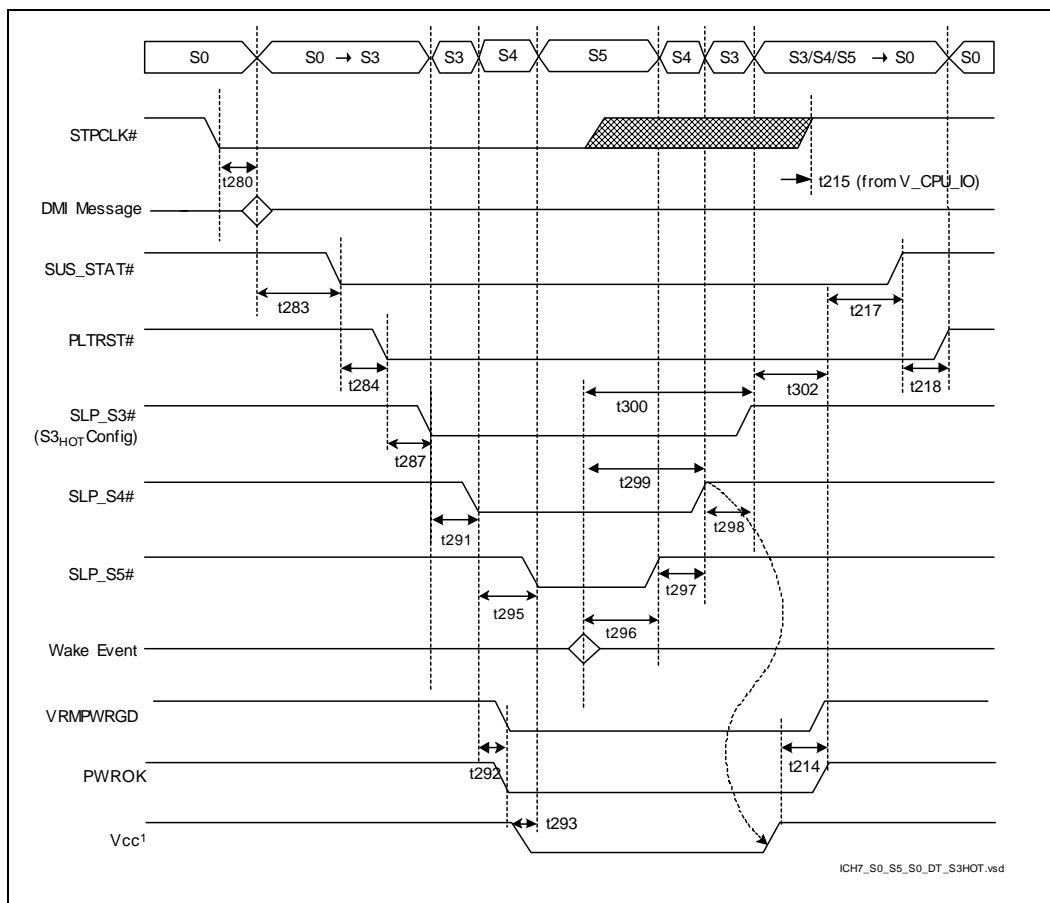 S0
S0 → S3
S3
S4
S5
S4
S3
S3/S4/S5 → S0
S0
STPCLK#
t280
t215 (from V_CPU_IO)
DMI Message
SUS_STAT#
t283
t217
PLTRST#
t284
t302
t218
SLP_S3#
(S3HOT Config)
t300
t287
t299
SLP_S4#
t291
t298
SLP_S5#
t295
t297
t296
Wake Event
VRMPWRGD
t292
t214
PWROK
t293
Vcc1
ICH7_S0_S5_S0_DT_S3HOT.vsd